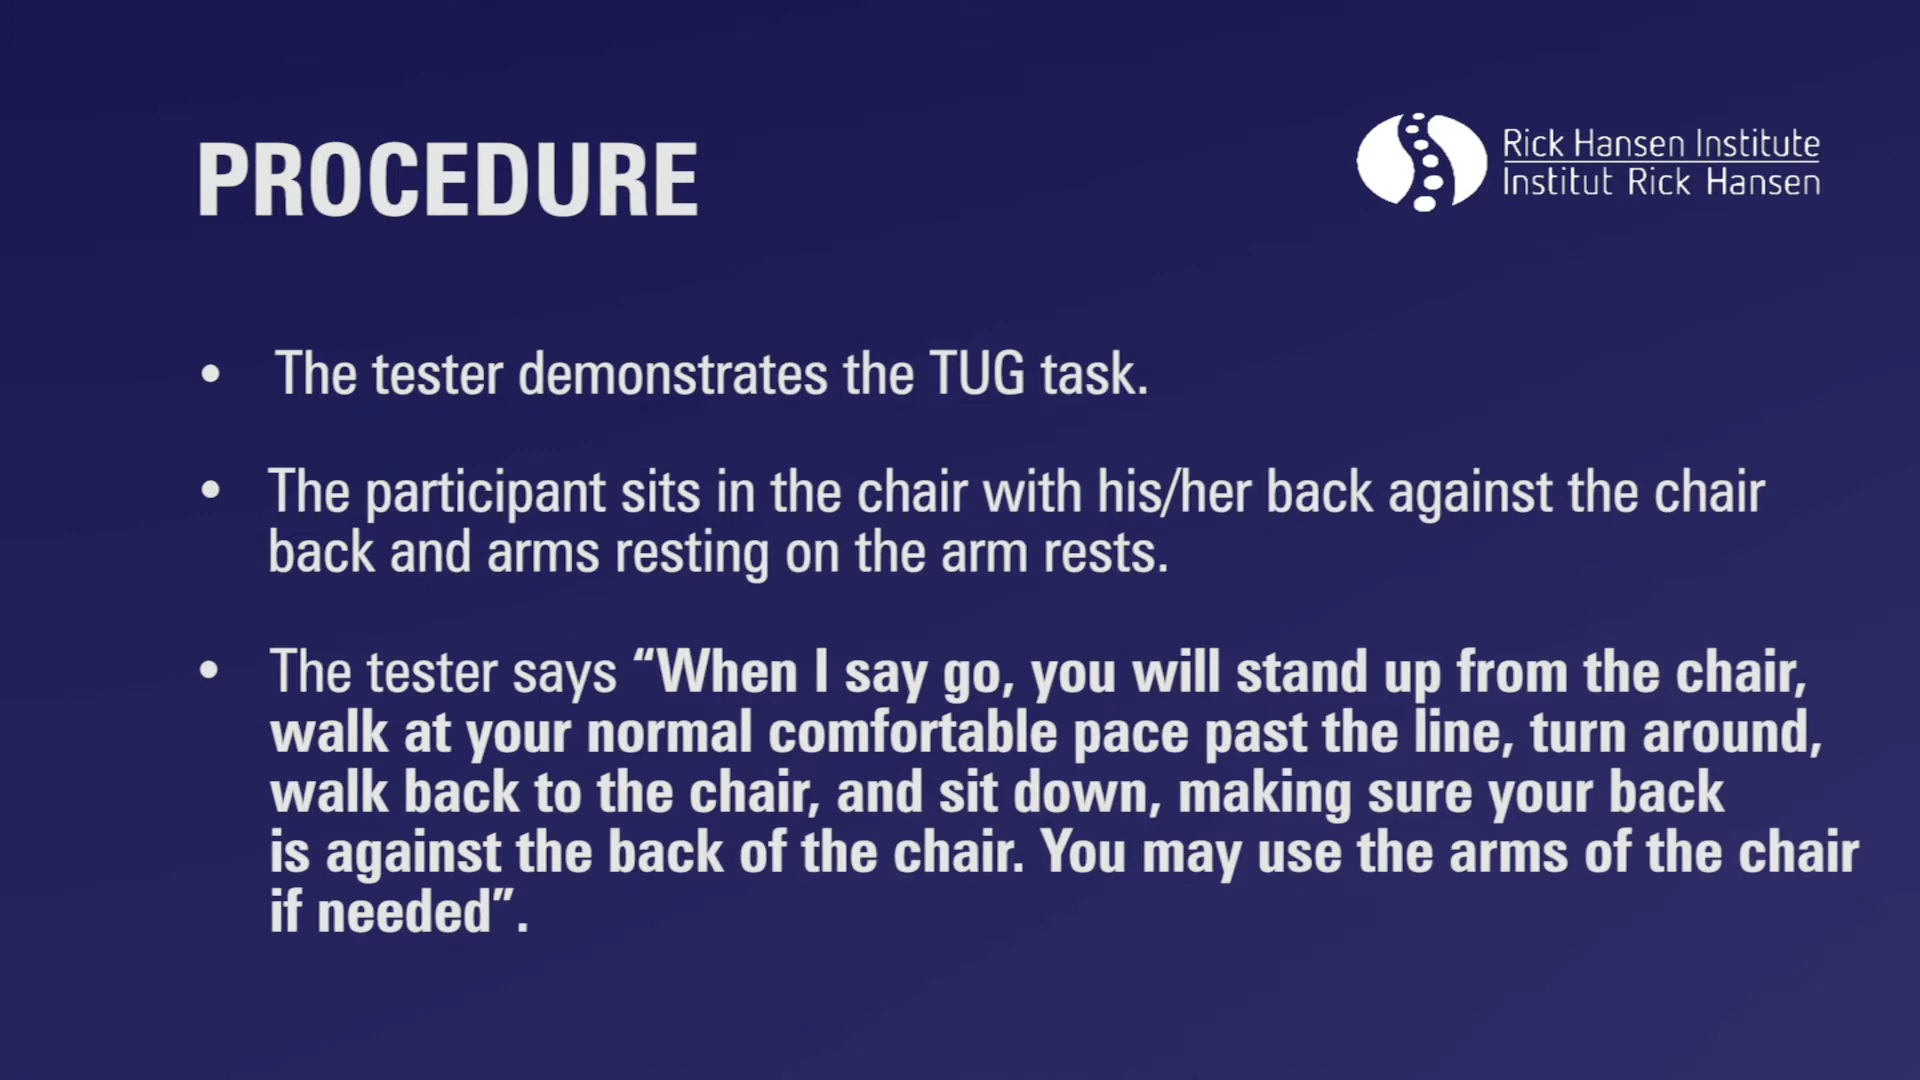 PROCEDURE
Rick Hansen Institute
Institut Rick Hansen
• The tester demonstrates the TUG task.
• The participant sits in the chair with his/her back against the chair
back and arms resting on the arm rests.
• The tester says “When I say go, you will stand up from the chair,
walk at your normal comfortable pace past the line, turn around,
walk back to the chair, and sit down, making sure your back
is against the back of the chair. You may use the arms of the chair
if needed”.